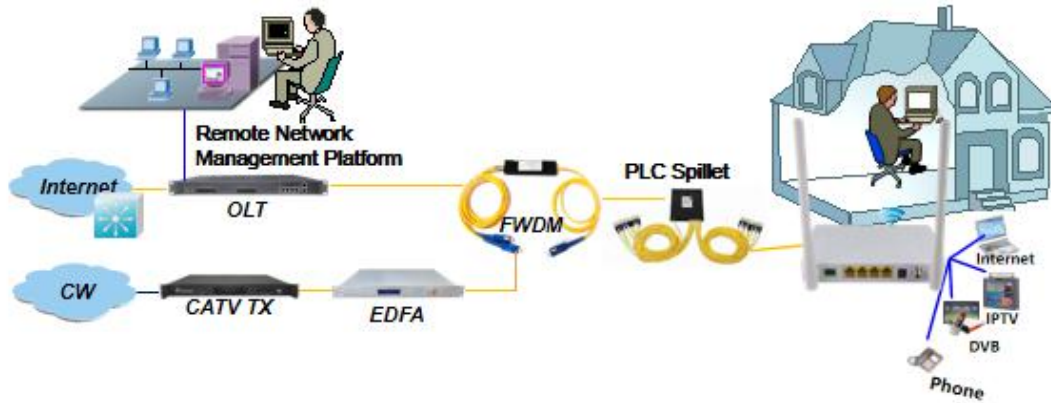 Remote Network
Management Platform
Internet
OLT
FWDM
PLC Spillet
CW
CATV TX
EDFA
Internet
IPTV
DVB
Phone